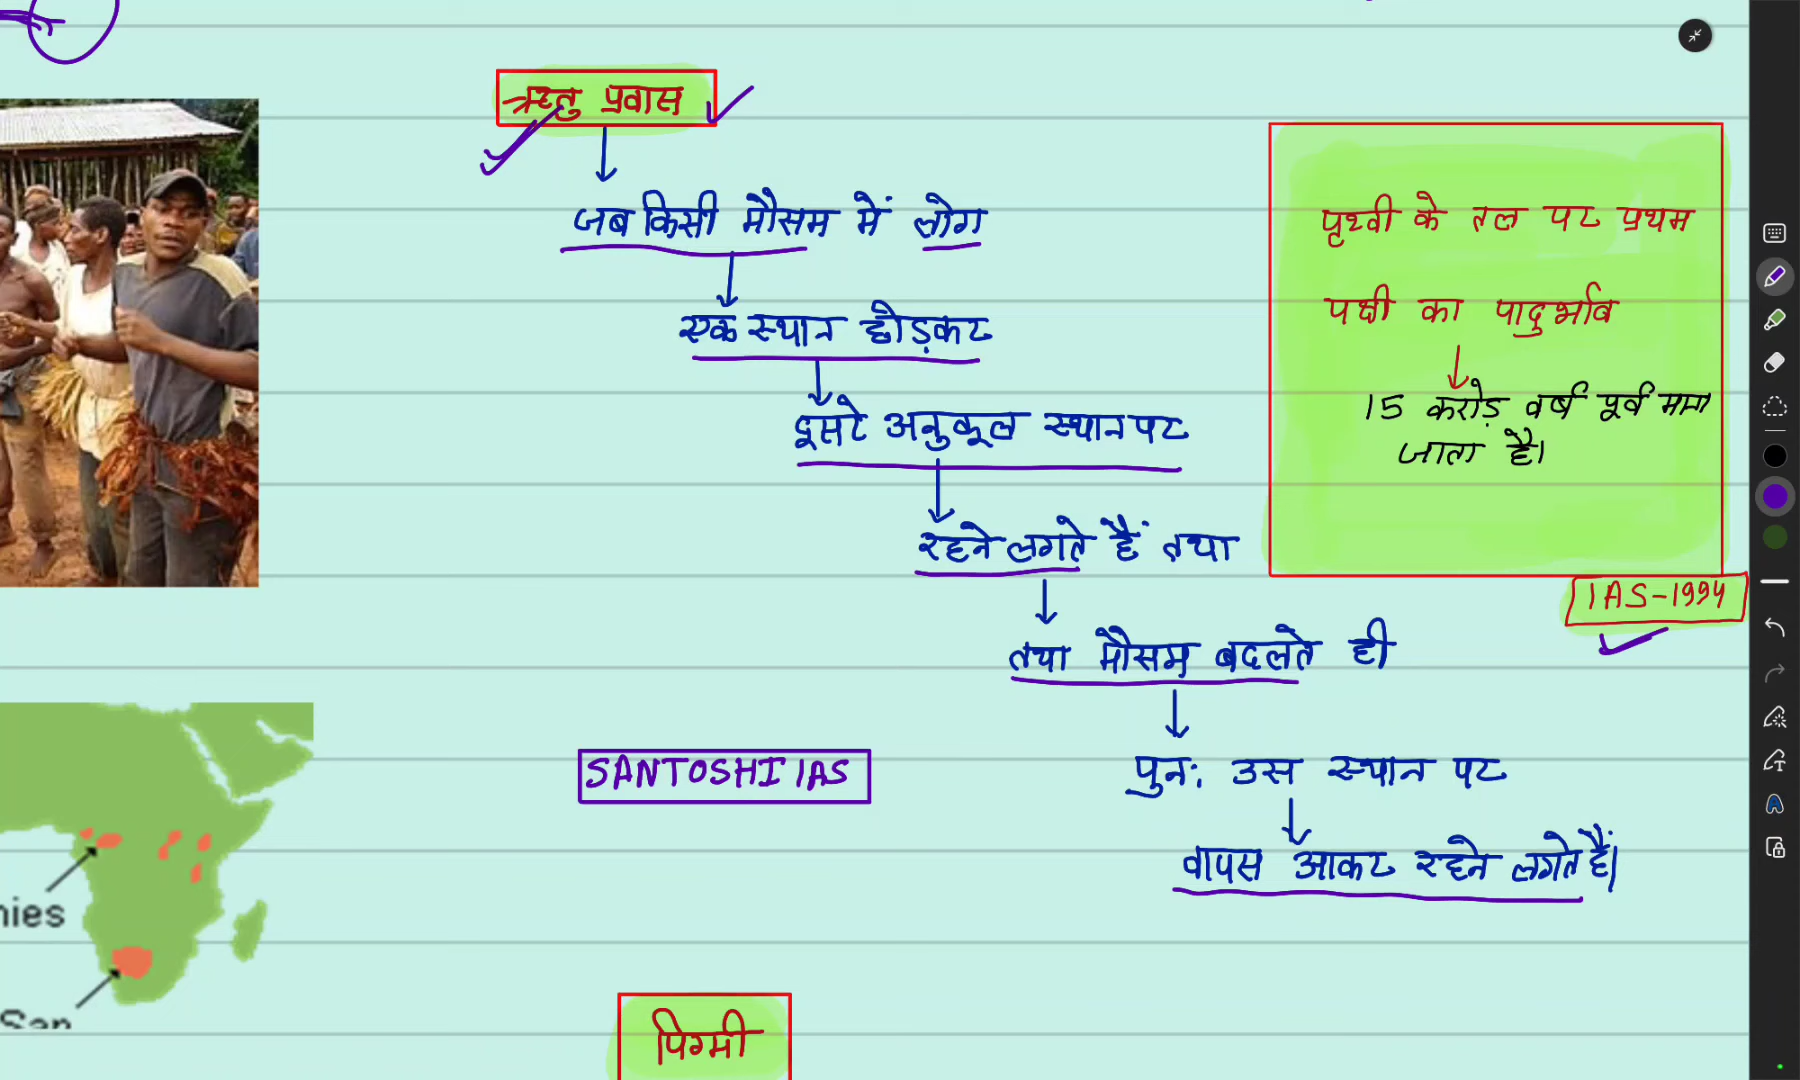 ऋतु प्रवास
जब किसी मौसम में लोग
एक स्थान छोड़कर
दूसरे अनुकूल स्थान पर
रहने लगते हैं तथा
तथा मौसम बदलते ही
पुनः उस स्थान पर
वापस आकर रहने लगते हैं।
पृथ्वी के तल पर प्रथम
पक्षी का पादुर्भाव
15 करोड़ वर्ष पूर्व माना
जाता है।
IAS-1994
SANTOSHI IAS
nies
San
पिग्मी